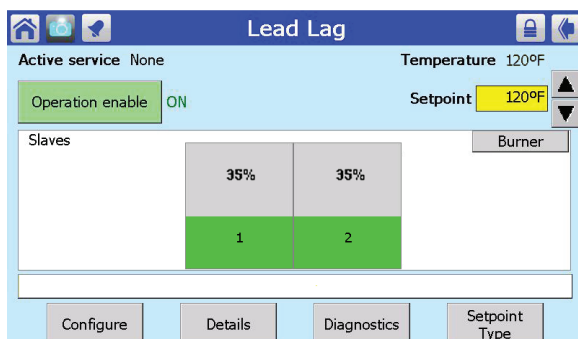 Lead Lag
Active service None
Temperature 120ºF
Operation enable ON
Setpoint 120ºF
Slaves
Burner
35% 35%
1 2
Configure
Details
Diagnostics
Setpoint
Type